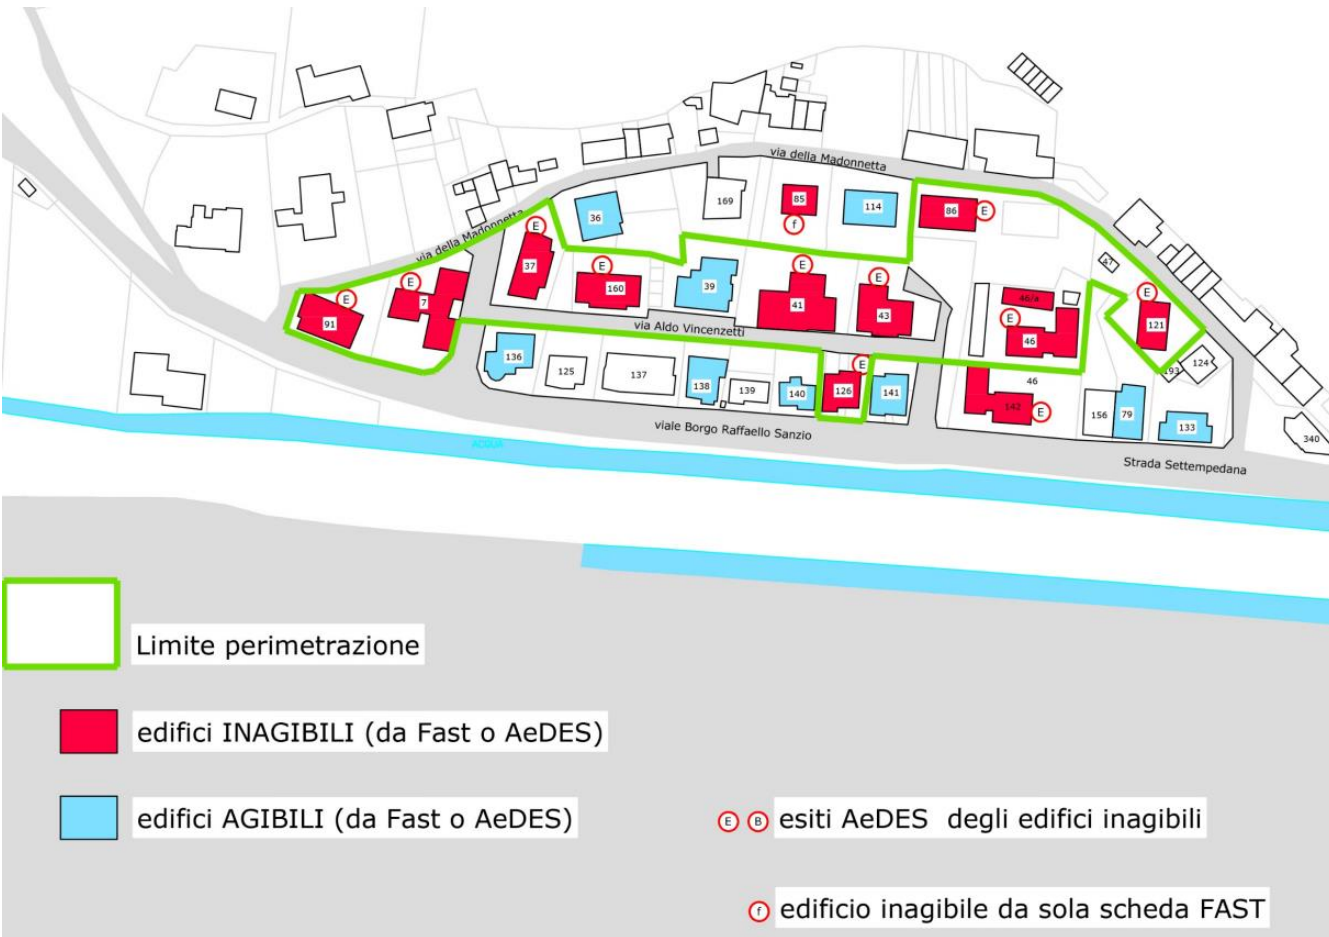 via della Madonnetta
169
85
f
114
86
E
36
via della Madonnetta
E
37
E
160
39
E
41
E
43
E
7
E
91
46/a
E
46
E
121
via Aldo Vincenzetti
136
125
137
138
139
140
E
126
141
46
142
E
156
79
133
193
124
340
viale Borgo Raffaello Sanzio
Strada Settempedana
ACQUA
Limite perimetrazione
edifici INAGIBILI (da Fast o AeDES)
edifici AGIBILI (da Fast o AeDES)
E B esiti AeDES degli edifici inagibili
f edificio inagibile da sola scheda FAST